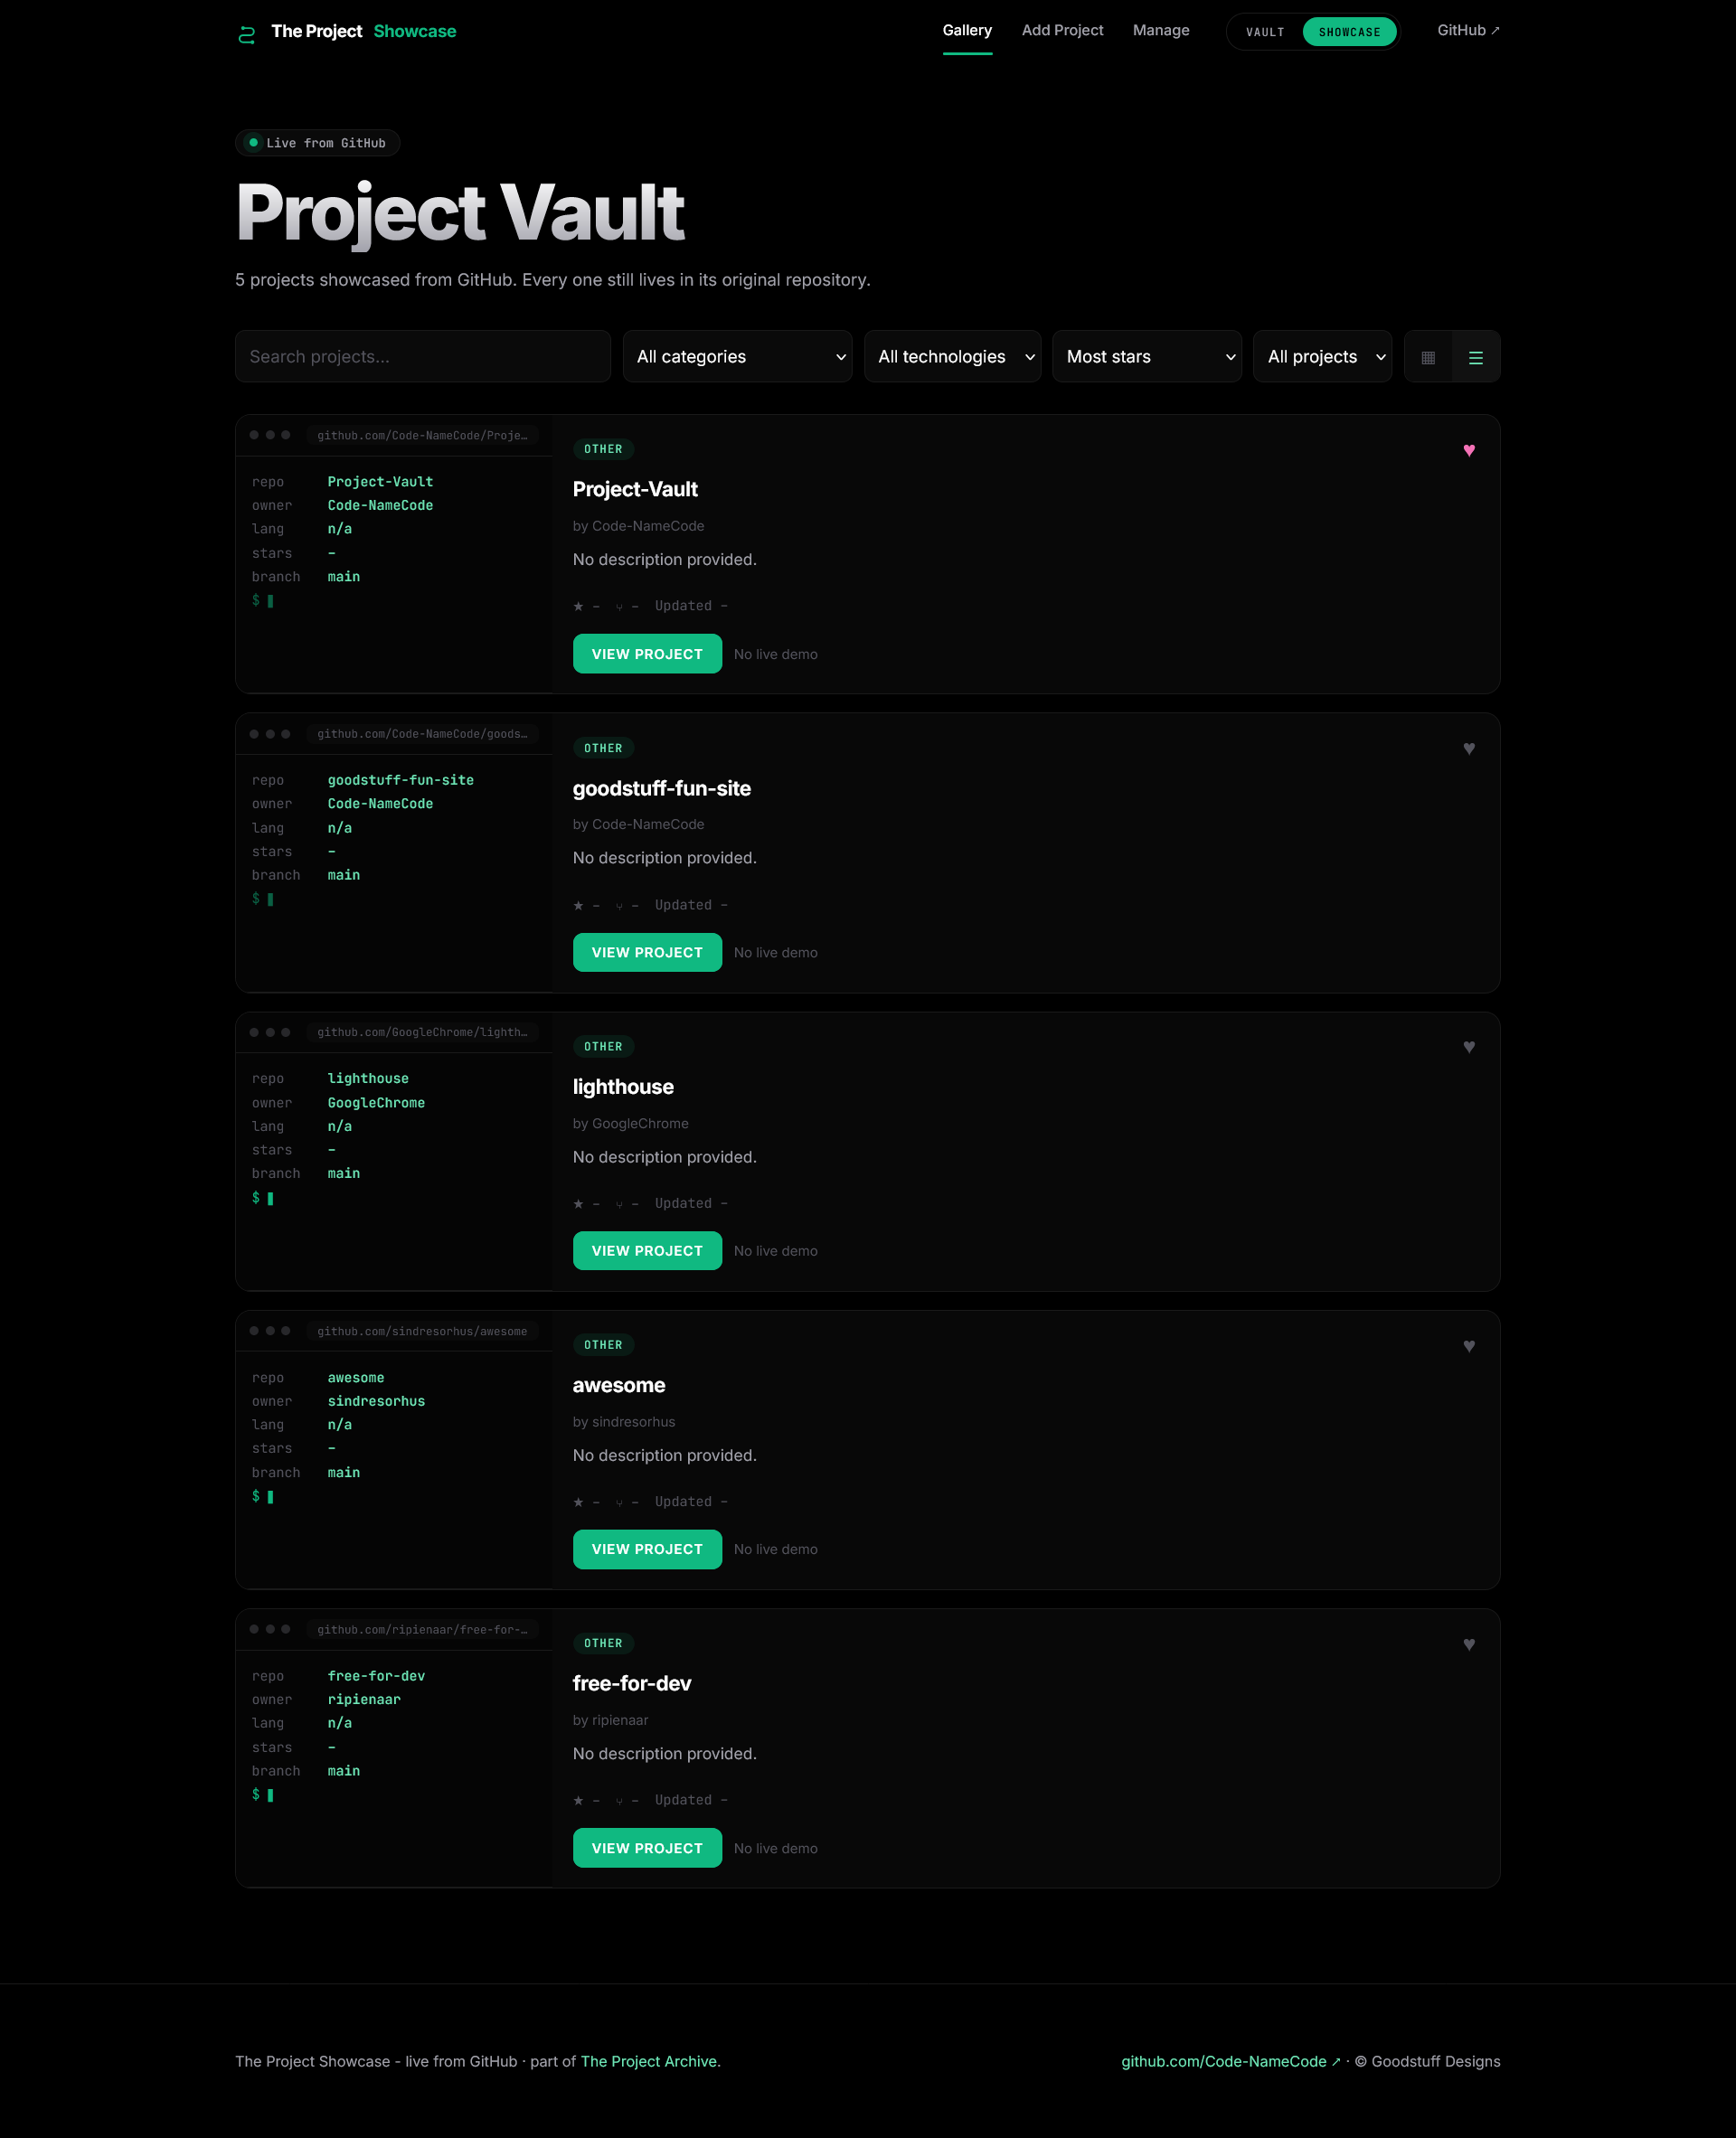 The Project Showcase
Gallery Add Project Manage VAULT SHOWCASE GitHub ↗
Live from GitHub
Project Vault
5 projects showcased from GitHub. Every one still lives in its original repository.
Search projects... All categories All technologies Most stars All projects
github.com/Code-NameCode/Proje…
repo Project-Vault
owner Code-NameCode
lang n/a
stars –
branch main
$
OTHER
♥
Project-Vault
by Code-NameCode
No description provided.
★ – ⑂ – Updated –
VIEW PROJECT No live demo
github.com/Code-NameCode/goods…
repo goodstuff-fun-site
owner Code-NameCode
lang n/a
stars –
branch main
$
OTHER
♥
goodstuff-fun-site
by Code-NameCode
No description provided.
★ – ⑂ – Updated –
VIEW PROJECT No live demo
github.com/GoogleChrome/lighth…
repo lighthouse
owner GoogleChrome
lang n/a
stars –
branch main
$
OTHER
♥
lighthouse
by GoogleChrome
No description provided.
★ – ⑂ – Updated –
VIEW PROJECT No live demo
github.com/sindresorhus/awesome
repo awesome
owner sindresorhus
lang n/a
stars –
branch main
$
OTHER
♥
awesome
by sindresorhus
No description provided.
★ – ⑂ – Updated –
VIEW PROJECT No live demo
github.com/ripienaar/free-for-…
repo free-for-dev
owner ripienaar
lang n/a
stars –
branch main
$
OTHER
♥
free-for-dev
by ripienaar
No description provided.
★ – ⑂ – Updated –
VIEW PROJECT No live demo
The Project Showcase - live from GitHub · part of The Project Archive.
github.com/Code-NameCode ↗ · © Goodstuff Designs